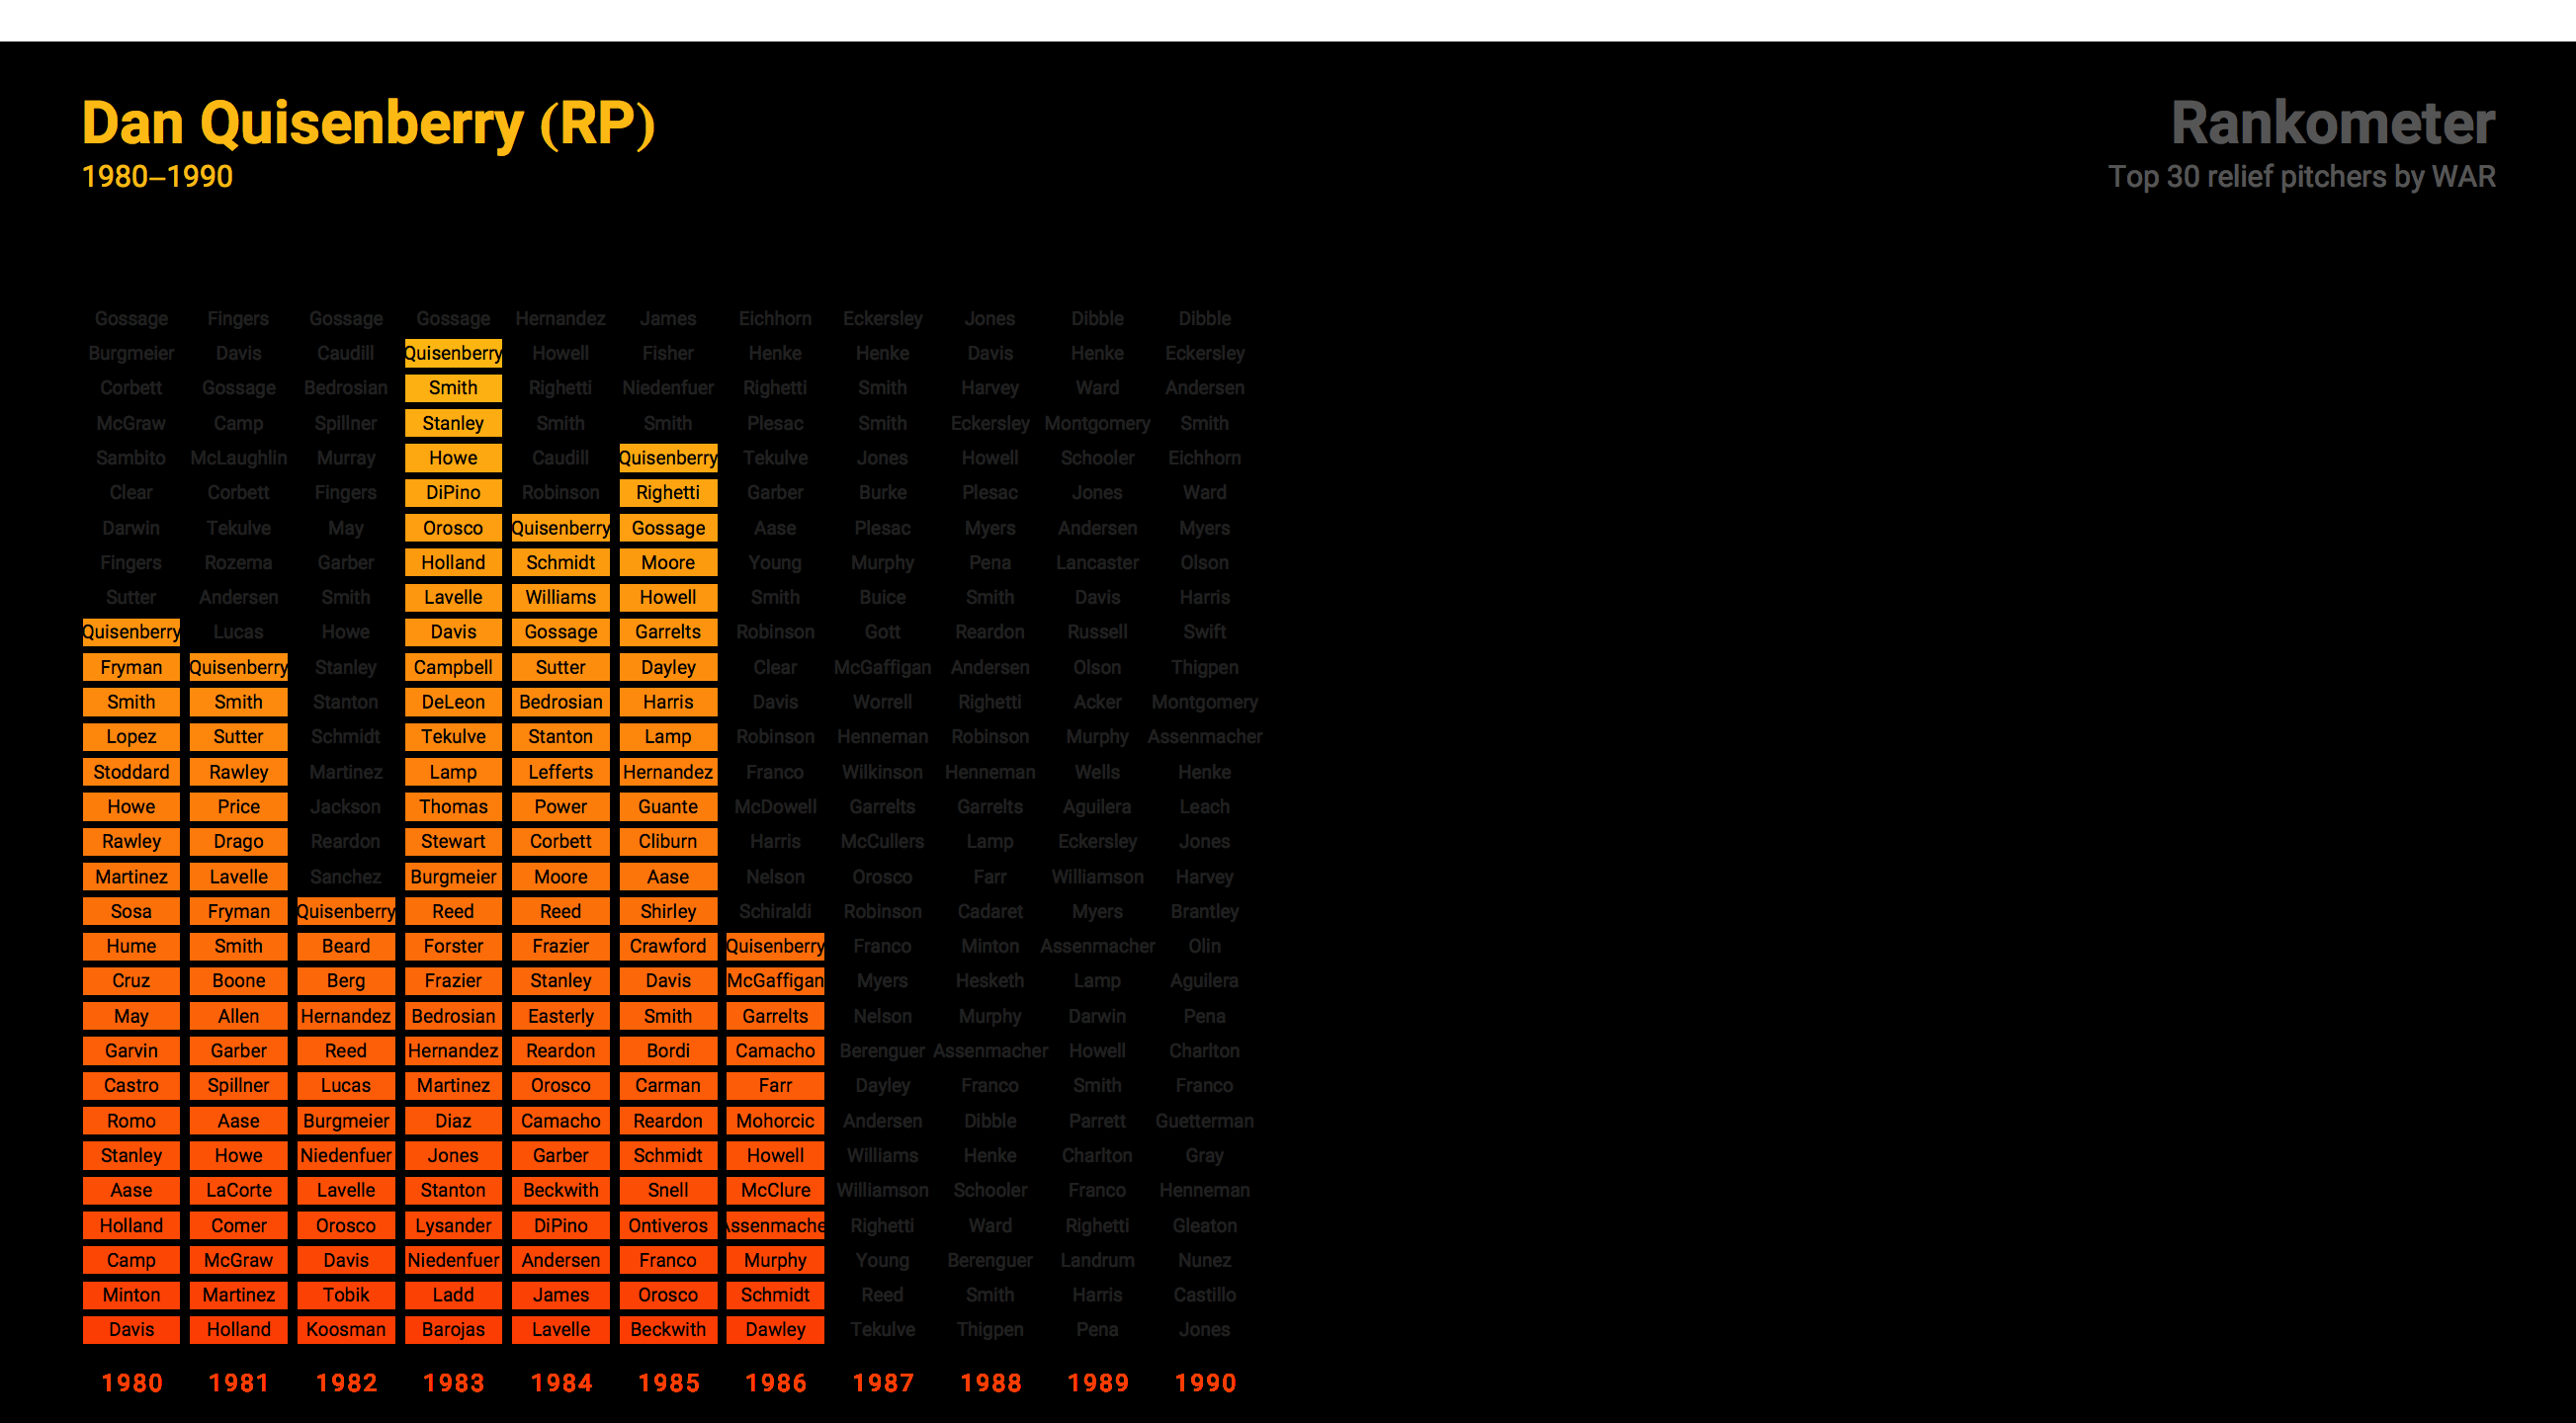 Dan Quisenberry (RP)
1980–1990
Rankometer
Top 30 relief pitchers by WAR
Gossage Fingers Gossage Gossage Hernandez James Eichhorn Eckersley Jones Dibble Dibble
Burgmeier Davis Caudill Quisenberry Howell Fisher Henke Henke Davis Henke Eckersley
Corbett Gossage Bedrosian Smith Righetti Niedenfuer Righetti Smith Harvey Ward Andersen
McGraw Camp Spillner Stanley Smith Smith Plesac Smith Eckersley Montgomery Smith
Sambito McLaughlin Murray Howe Caudill Quisenberry Tekulve Jones Howell Schooler Eichhorn
Clear Corbett Fingers DiPino Robinson Righetti Garber Burke Plesac Jones Ward
Darwin Tekulve May Orosco Quisenberry Gossage Aase Plesac Myers Andersen Myers
Fingers Rozema Garber Holland Schmidt Moore Young Murphy Pena Lancaster Olson
Sutter Andersen Smith Lavelle Williams Howell Smith Buice Smith Davis Harris
Quisenberry Lucas Howe Davis Gossage Garrelts Robinson Gott Reardon Russell Swift
Fryman Quisenberry Stanley Campbell Sutter Dayley Clear McGaffigan Andersen Olson Thigpen
Smith Smith Stanton DeLeon Bedrosian Harris Davis Worrell Righetti Acker Montgomery
Lopez Sutter Schmidt Tekulve Stanton Lamp Robinson Henneman Robinson Murphy Assenmacher
Stoddard Rawley Martinez Lamp Lefferts Hernandez Franco Wilkinson Henneman Wells Henke
Howe Price Jackson Thomas Power Guante McDowell Garrelts Garrelts Aguilera Leach
Rawley Drago Reardon Stewart Corbett Cliburn Harris McCullers Lamp Eckersley Jones
Martinez Lavelle Sanchez Burgmeier Moore Aase Nelson Orosco Farr Williamson Harvey
Sosa Fryman Quisenberry Reed Reed Shirley Schiraldi Robinson Cadaret Myers Brantley
Hume Smith Beard Forster Frazier Crawford Quisenberry Franco Minton Assenmacher Olin
Cruz Boone Berg Frazier Stanley Davis McGaffigan Myers Hesketh Lamp Aguilera
May Allen Hernandez Bedrosian Easterly Smith Garrelts Nelson Murphy Darwin Pena
Garvin Garber Reed Hernandez Reardon Bordi Camacho Berenguer Assenmacher Howell Charlton
Castro Spillner Lucas Martinez Orosco Carman Farr Dayley Franco Smith Franco
Romo Aase Burgmeier Diaz Camacho Reardon Mohorcic Andersen Dibble Parrett Guetterman
Stanley Howe Niedenfuer Jones Garber Schmidt Howell Williams Henke Charlton Gray
Aase LaCorte Lavelle Stanton Beckwith Snell McClure Williamson Schooler Franco Henneman
Holland Comer Orosco Lysander DiPino Ontiveros Assenmache Righetti Ward Righetti Gleaton
Camp McGraw Davis Niedenfuer Andersen Franco Murphy Young Berenguer Landrum Nunez
Minton Martinez Tobik Ladd James Orosco Schmidt Reed Smith Harris Castillo
Davis Holland Koosman Barojas Lavelle Beckwith Dawley Tekulve Thigpen Pena Jones
1980 1981 1982 1983 1984 1985 1986 1987 1988 1989 1990